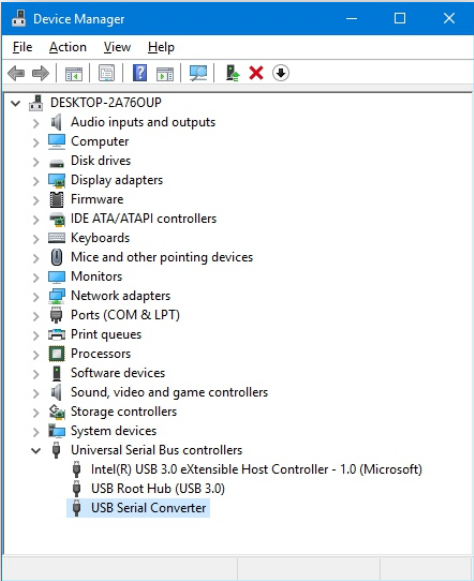 Device Manager
File Action View Help
DESKTOP-2A76OUP
Audio inputs and outputs
Computer
Disk drives
Display adapters
Firmware
IDE ATA/ATAPI controllers
Keyboards
Mice and other pointing devices
Monitors
Network adapters
Ports (COM & LPT)
Print queues
Processors
Software devices
Sound, video and game controllers
Storage controllers
System devices
Universal Serial Bus controllers
Intel(R) USB 3.0 eXtensible Host Controller - 1.0 (Microsoft)
USB Root Hub (USB 3.0)
USB Serial Converter